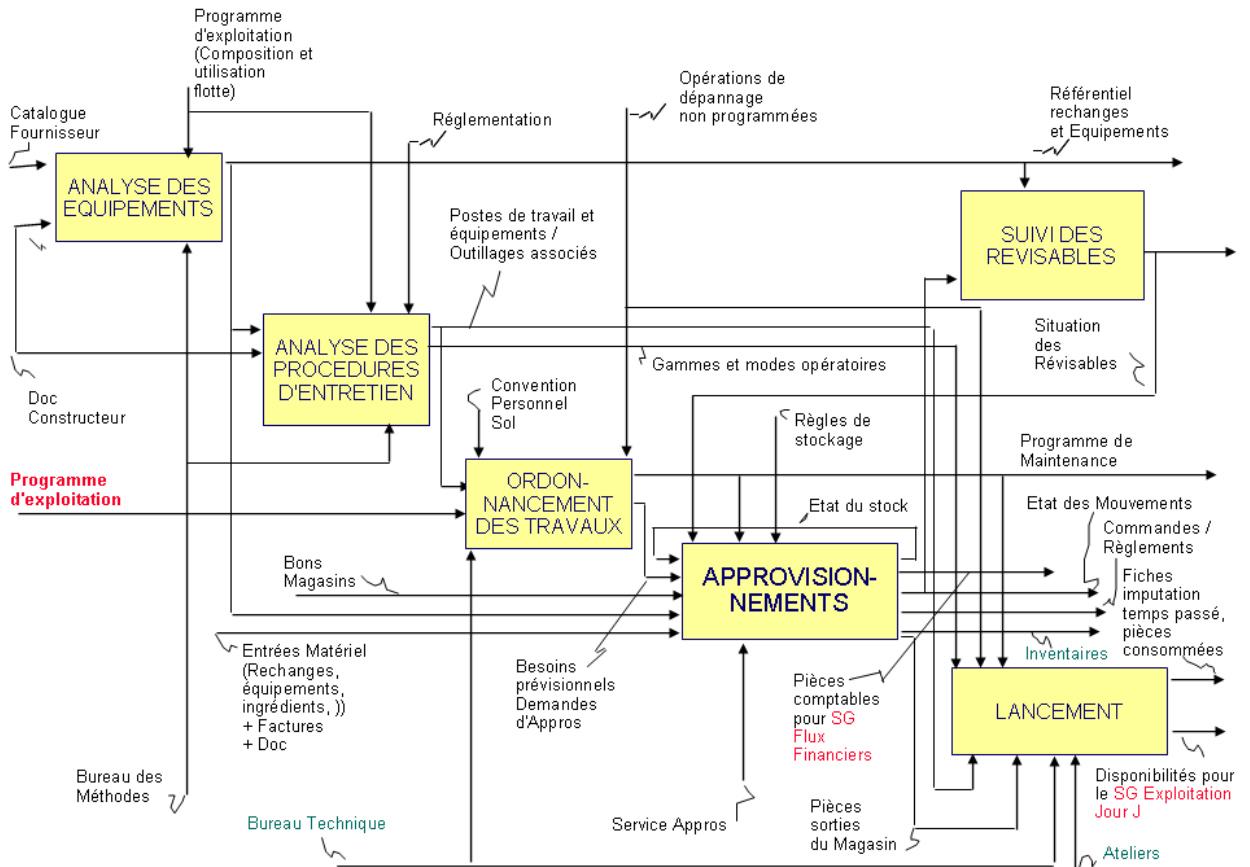 Programme
d'exploitation
(Composition et
utilisation
flotte)
Opérations de
dépannage
non programmées
Référentiel
rechanges
et Equipements
Catalogue
Fournisseur
Réglementation
ANALYSE DES
EQUIPEMENTS
Postes de travail et
équipements /
Outillages associés
SUIVI DES
REVISABLES
Situation
des
Révisables
ANALYSE DES
PROCEDURES
D'ENTRETIEN
Gammes et modes opératoires
Doc
Constructeur
Convention
Personnel
Sol
Règles de
stockage
Programme de
Maintenance
Programme
d'exploitation
ORDON-
NANCEMENT
DES TRAVAUX
Etat du stock
Etat des Mouvements
Commandes /
Règlements
Bons
Magasins
APPROVISION-
NEMENTS
Fiches
imputation
temps passé,
pièces
consommées
Entrées Matériel
(Rechanges,
équipements,
ingrédients, ))
+ Factures
+ Doc
Besoins
prévisionnels
Demandes
d'Appros
Pièces
comptables
pour SG
Flux
Financiers
Inventaires
LANCEMENT
Bureau des
Méthodes
Disponibilités pour
le SG Exploitation
Jour J
Bureau Technique
Service Appros
Pièces
sorties
du Magasin
Ateliers